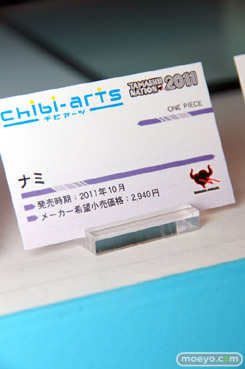 chibi-arts
チビアーツ
TAMASHII NATION 2011
ONE PIECE
ナミ
発売時期：2011年10月
メーカー希望小売価格：2,940円
moeyo.com